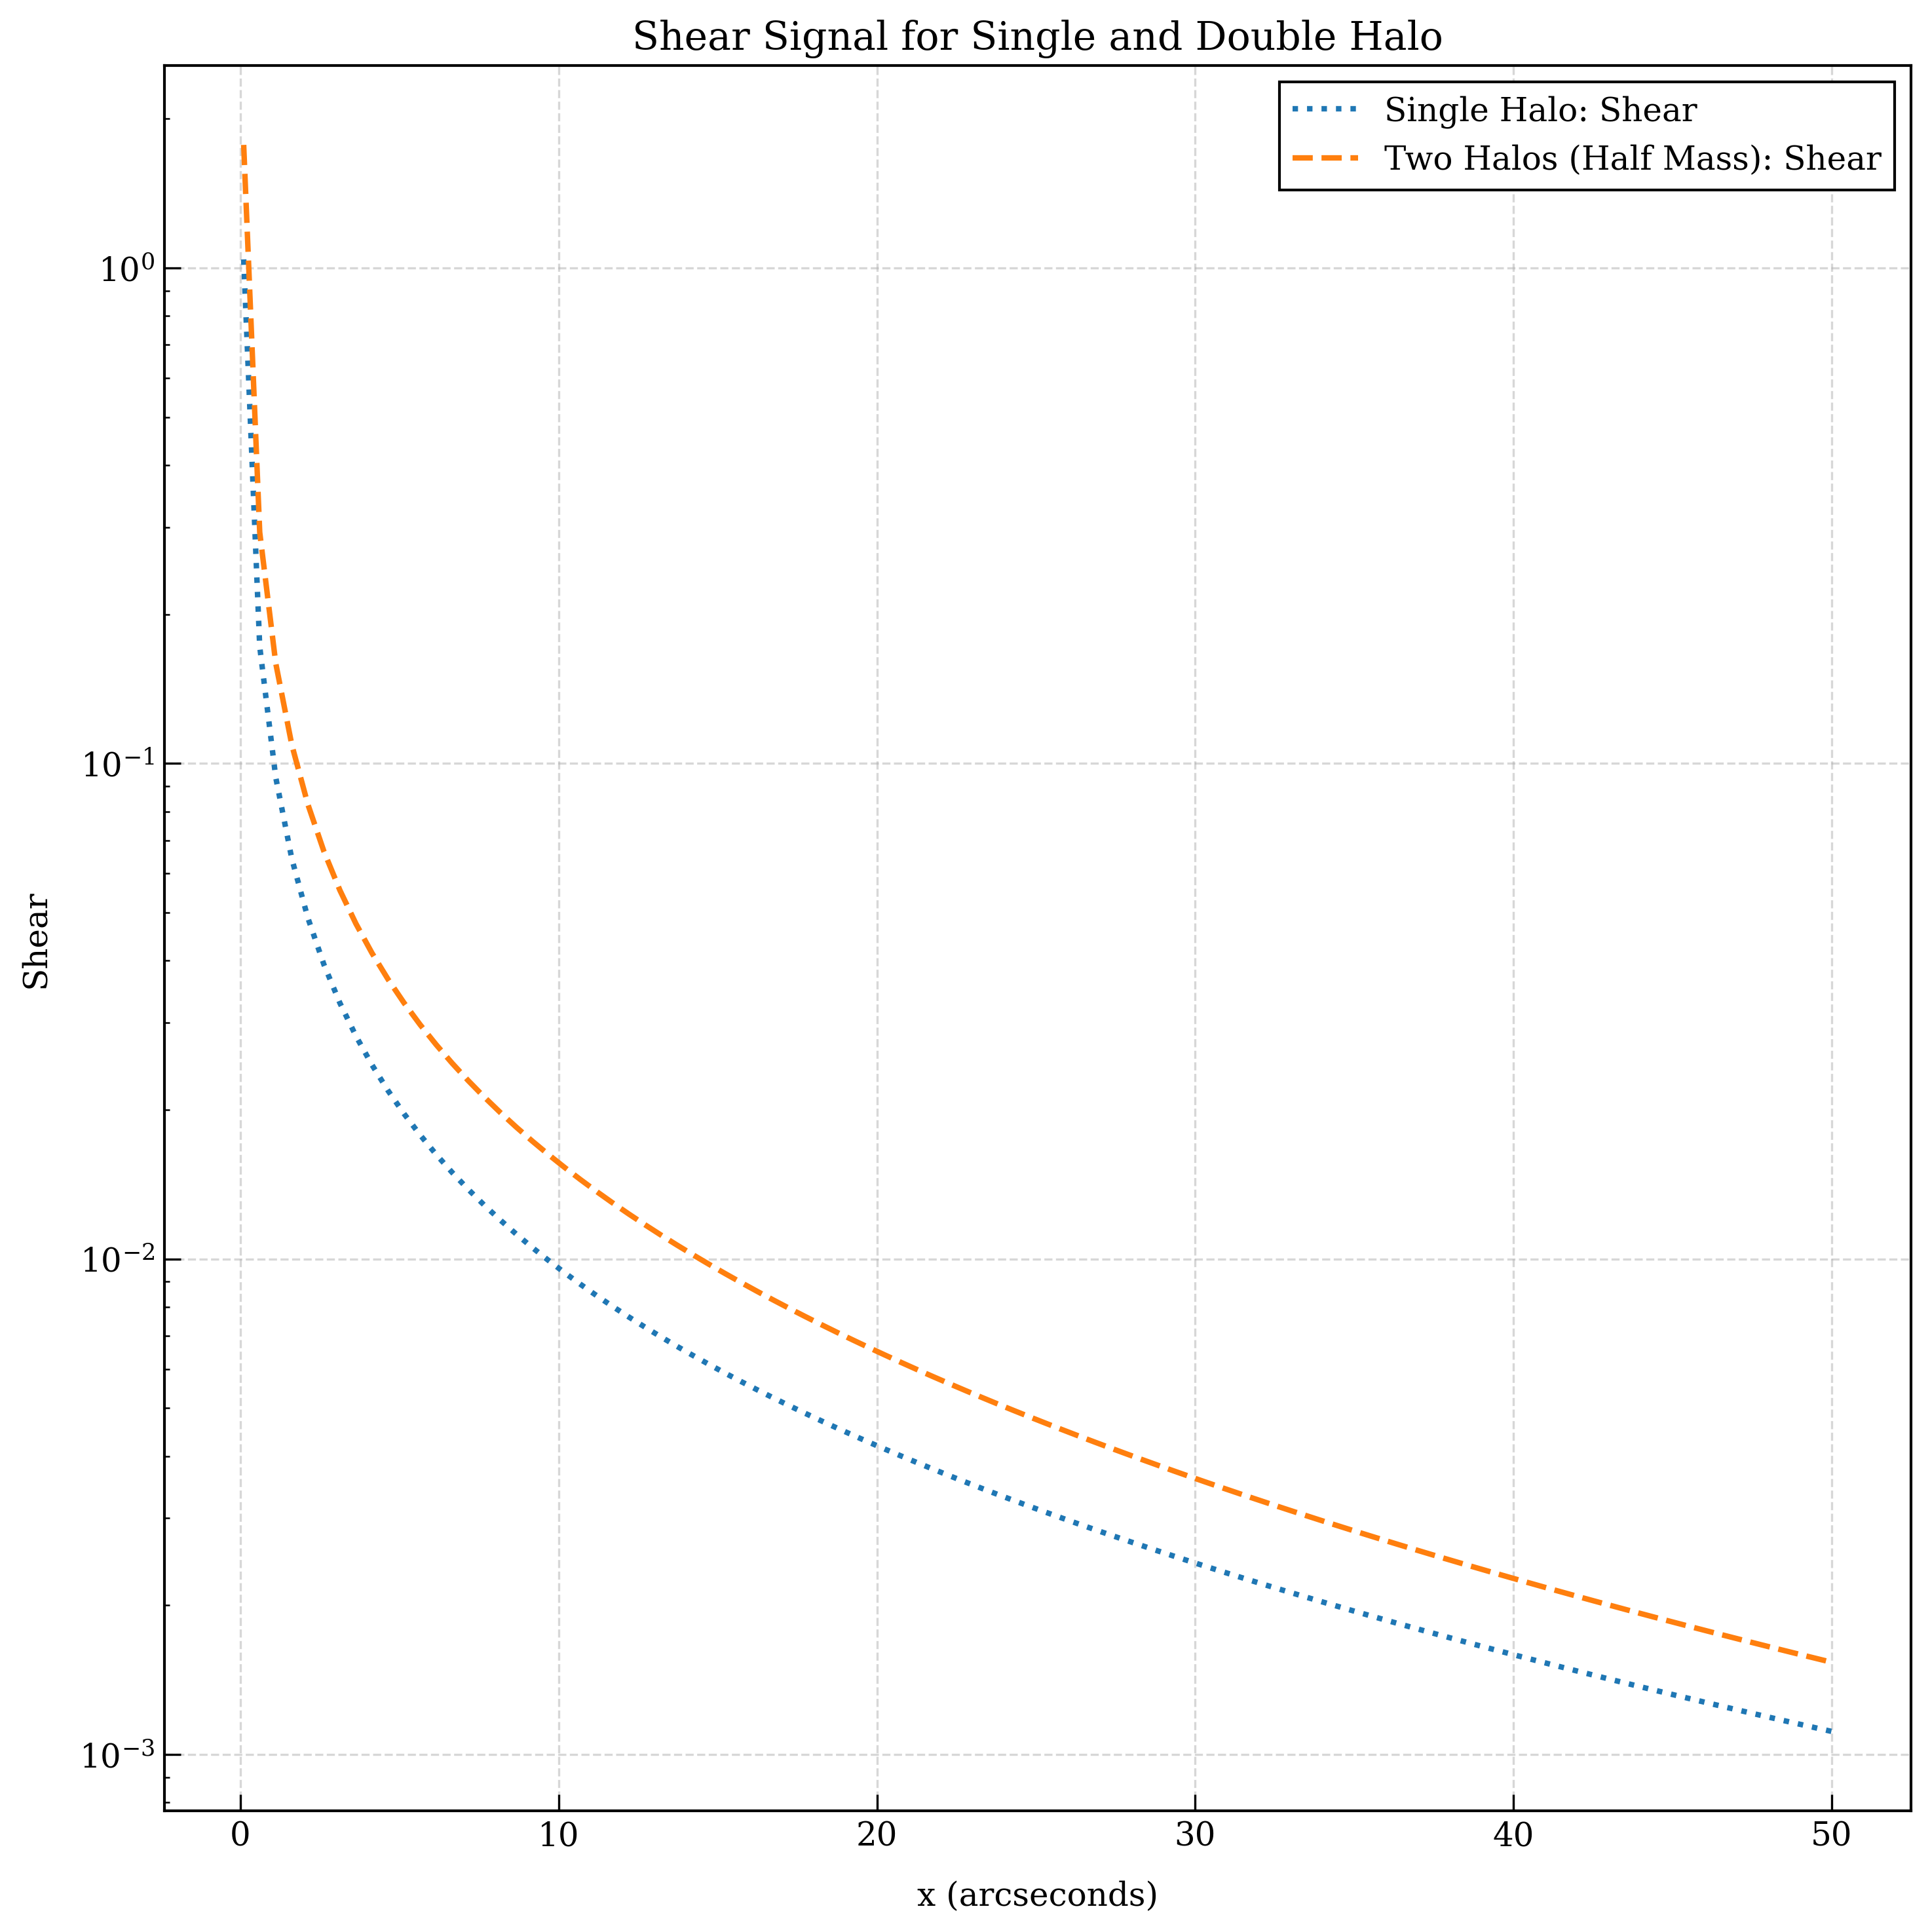 Shear Signal for Single and Double Halo
Single Halo: Shear
Two Halos (Half Mass): Shear
10⁰
10⁻¹
10⁻²
10⁻³
Shear
0 10 20 30 40 50
x (arcseconds)